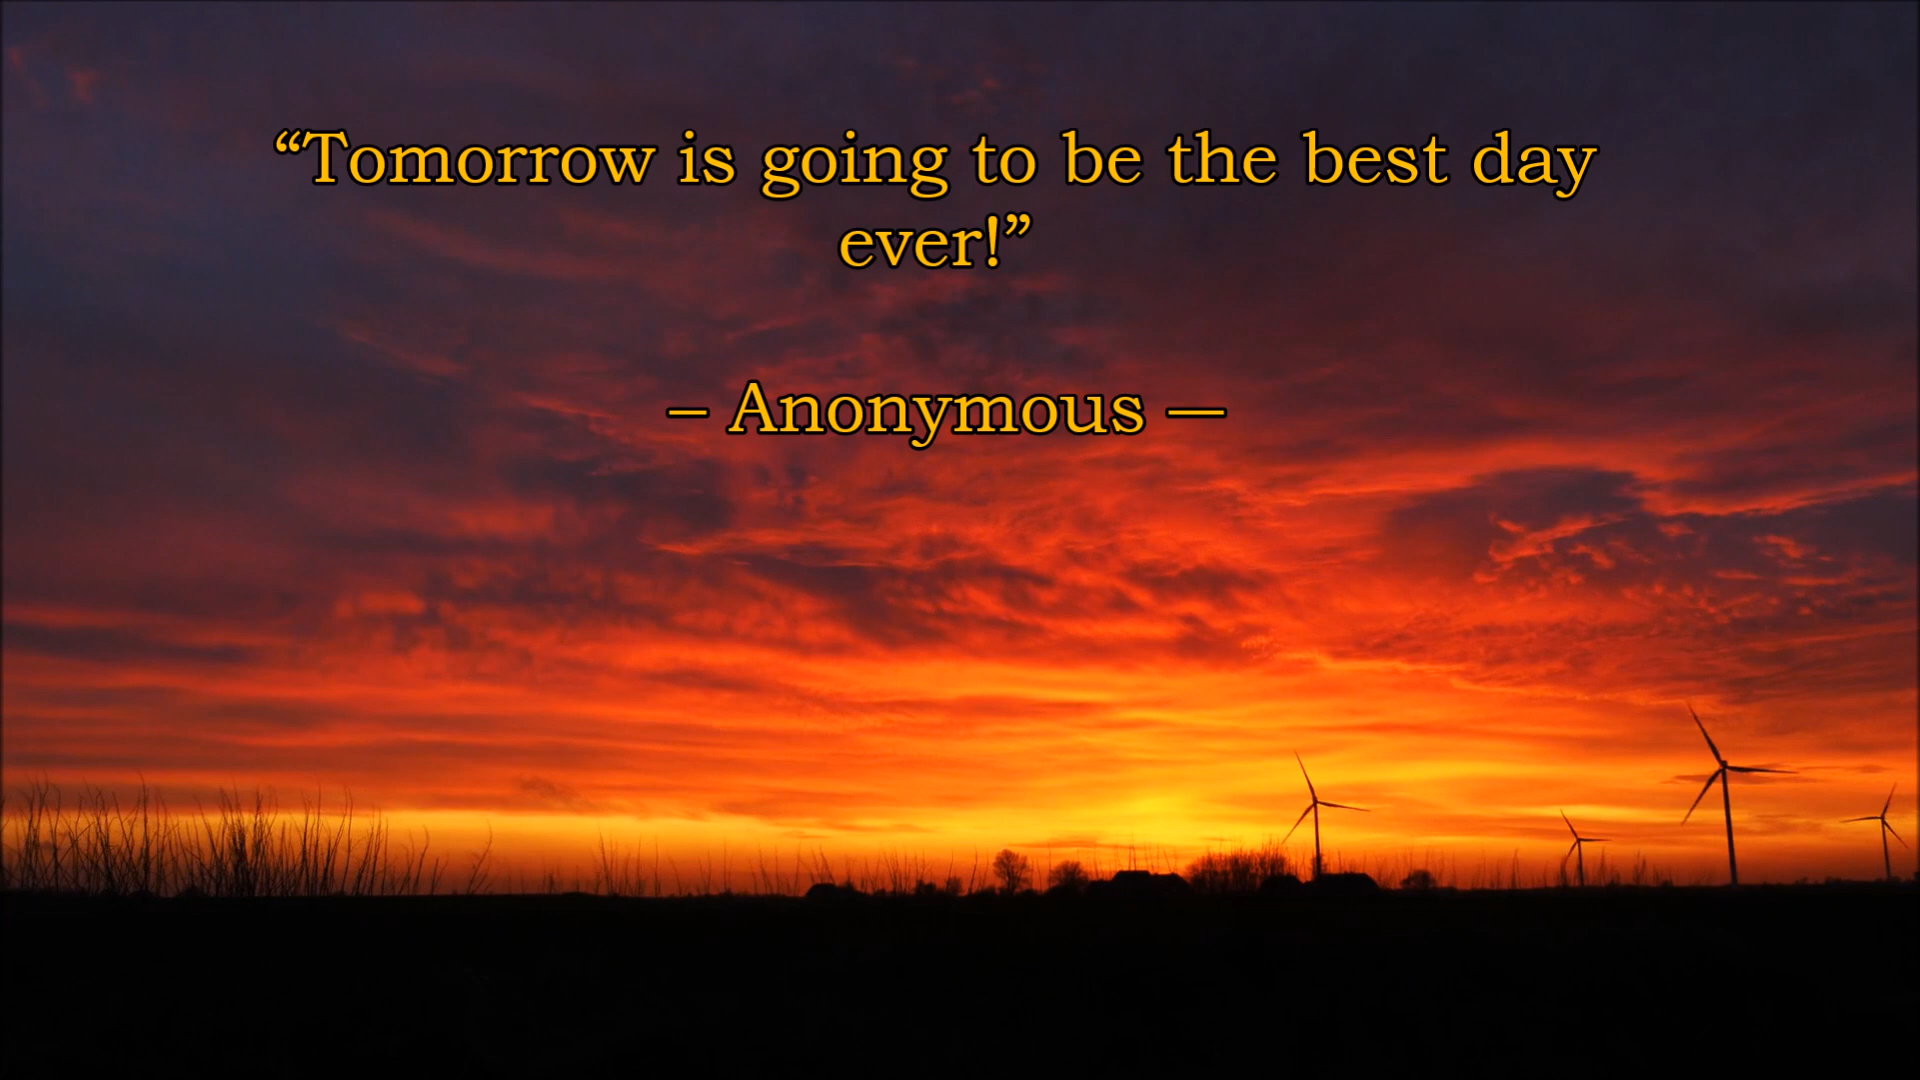 “Tomorrow is going to be the best day
ever!”
– Anonymous —